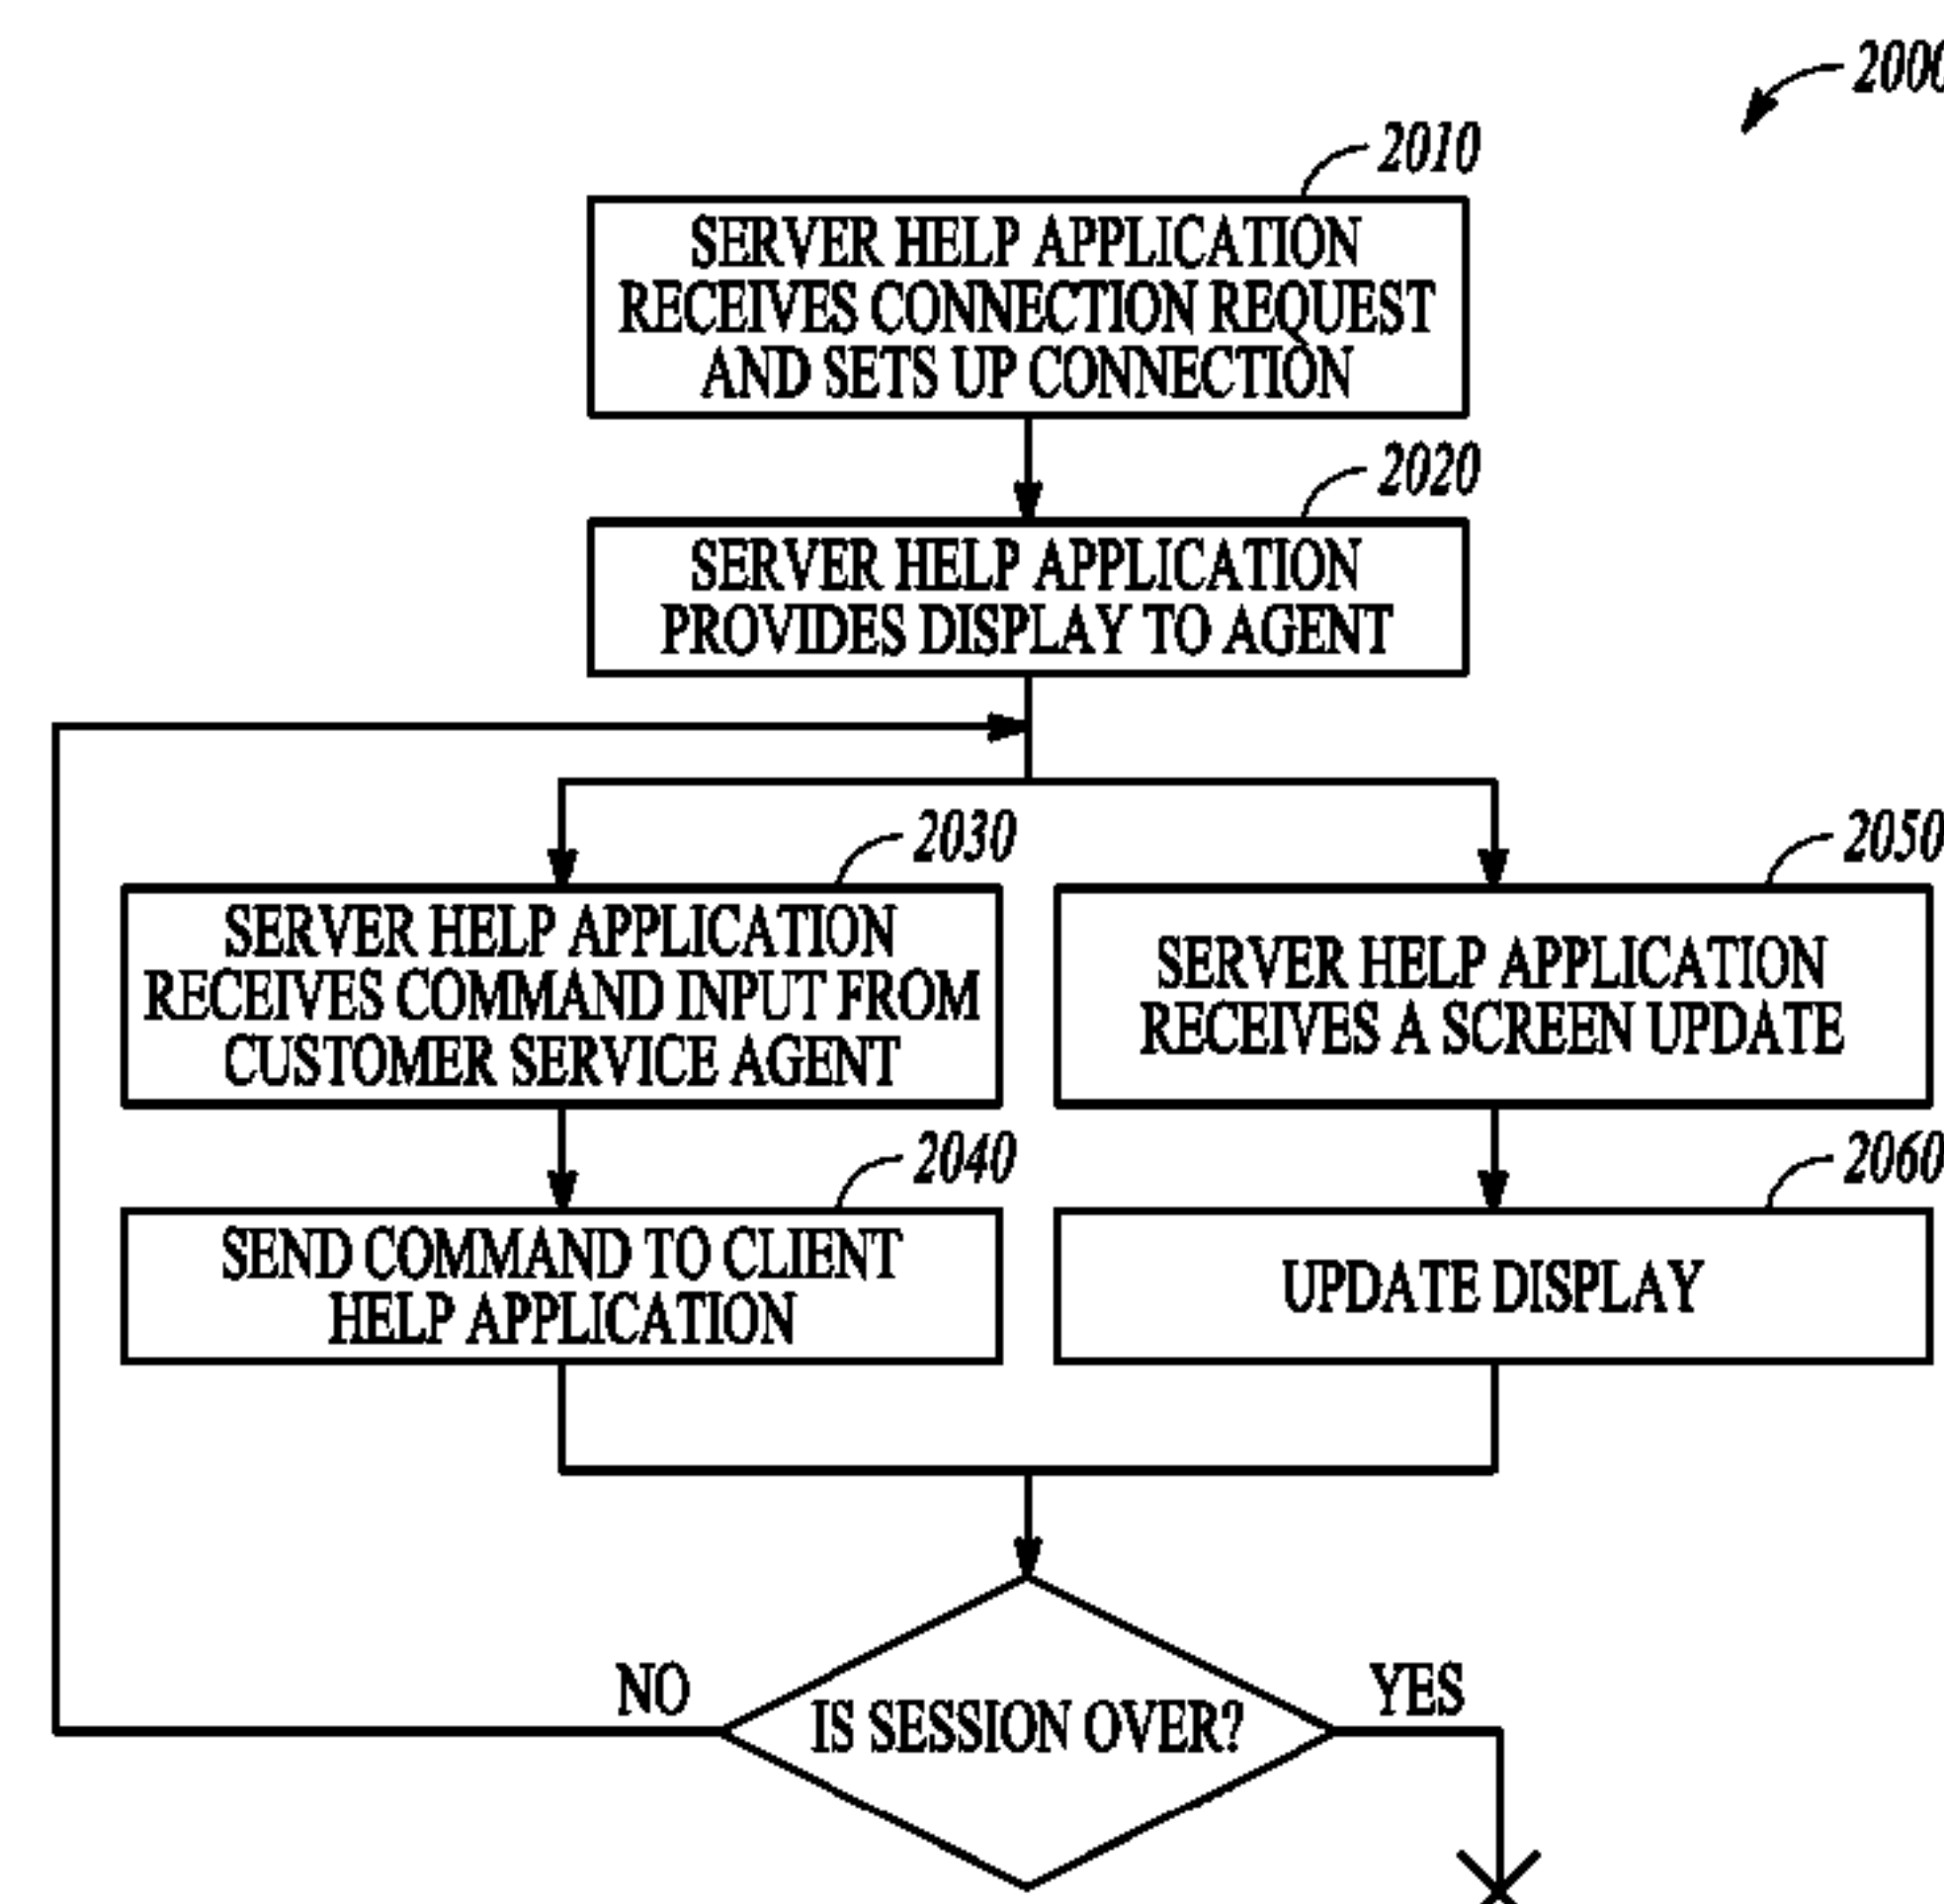 2000
2010
SERVER HELP APPLICATION
RECEIVES CONNECTION REQUEST
AND SETS UP CONNECTION
2020
SERVER HELP APPLICATION
PROVIDES DISPLAY TO AGENT
2030
SERVER HELP APPLICATION
RECEIVES COMMAND INPUT FROM
CUSTOMER SERVICE AGENT
2050
SERVER HELP APPLICATION
RECEIVES A SCREEN UPDATE
2040
SEND COMMAND TO CLIENT
HELP APPLICATION
2060
UPDATE DISPLAY
NO
IS SESSION OVER?
YES